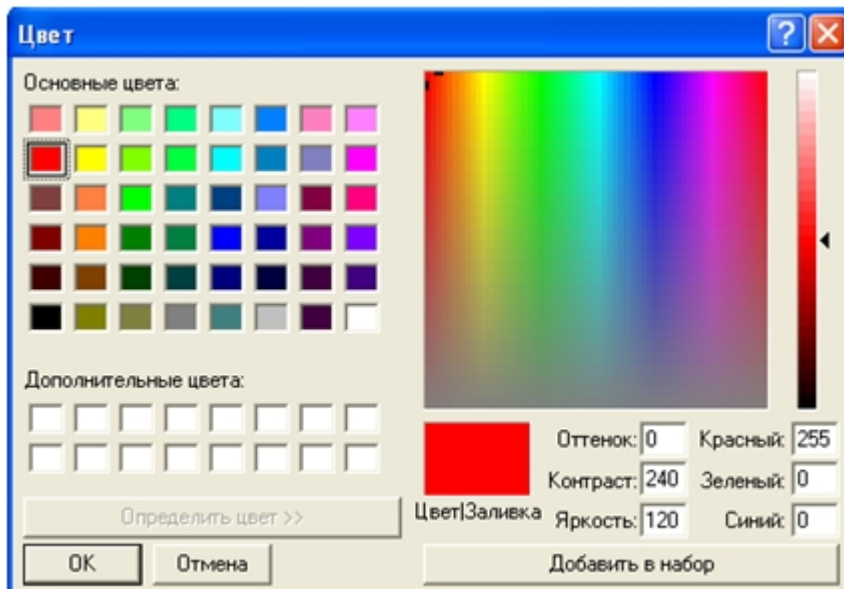 Цвет
Основные цвета:
Дополнительные цвета:
Определить цвет >>
OK
Отмена
Цвет|Заливка
Оттенок: 0
Контраст: 240
Яркость: 120
Красный: 255
Зеленый: 0
Синий: 0
Добавить в набор